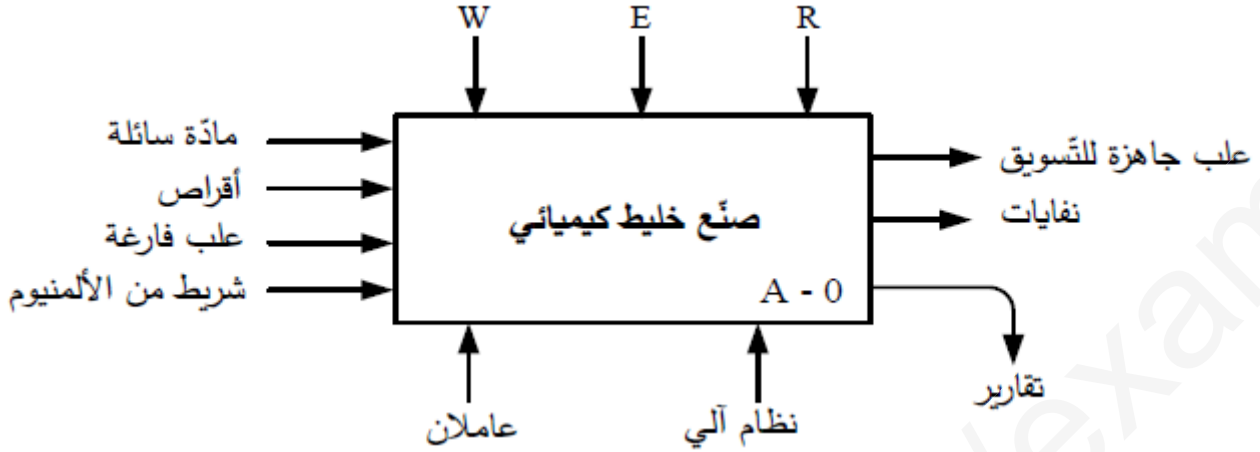 W E R
مادّة سائلة
أقراص
علب فارغة
شريط من الألمنيوم
صنّع خليط كيميائي
A - 0
علب جاهزة للتّسويق
نفايات
تقارير
عاملان
نظام آلي